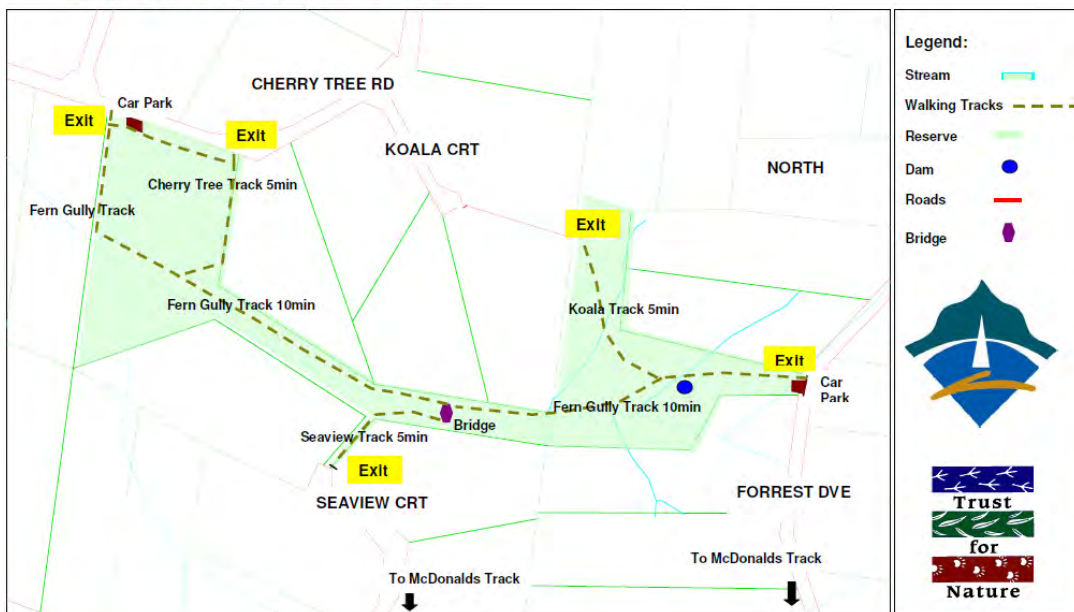 CHERRY TREE RD
Car Park
Exit
Exit
KOALA CRT
NORTH
Cherry Tree Track 5min
Fern Gully Track
Exit
Fern Gully Track 10min
Koala Track 5min
Exit
Car
Park
Fern Gully Track 10min
Bridge
Seaview Track 5min
Exit
SEAVIEW CRT
FORREST DVE
To McDonalds Track
To McDonalds Track
Legend:
Stream
Walking Tracks
Reserve
Dam
Roads
Bridge
Trust
for
Nature